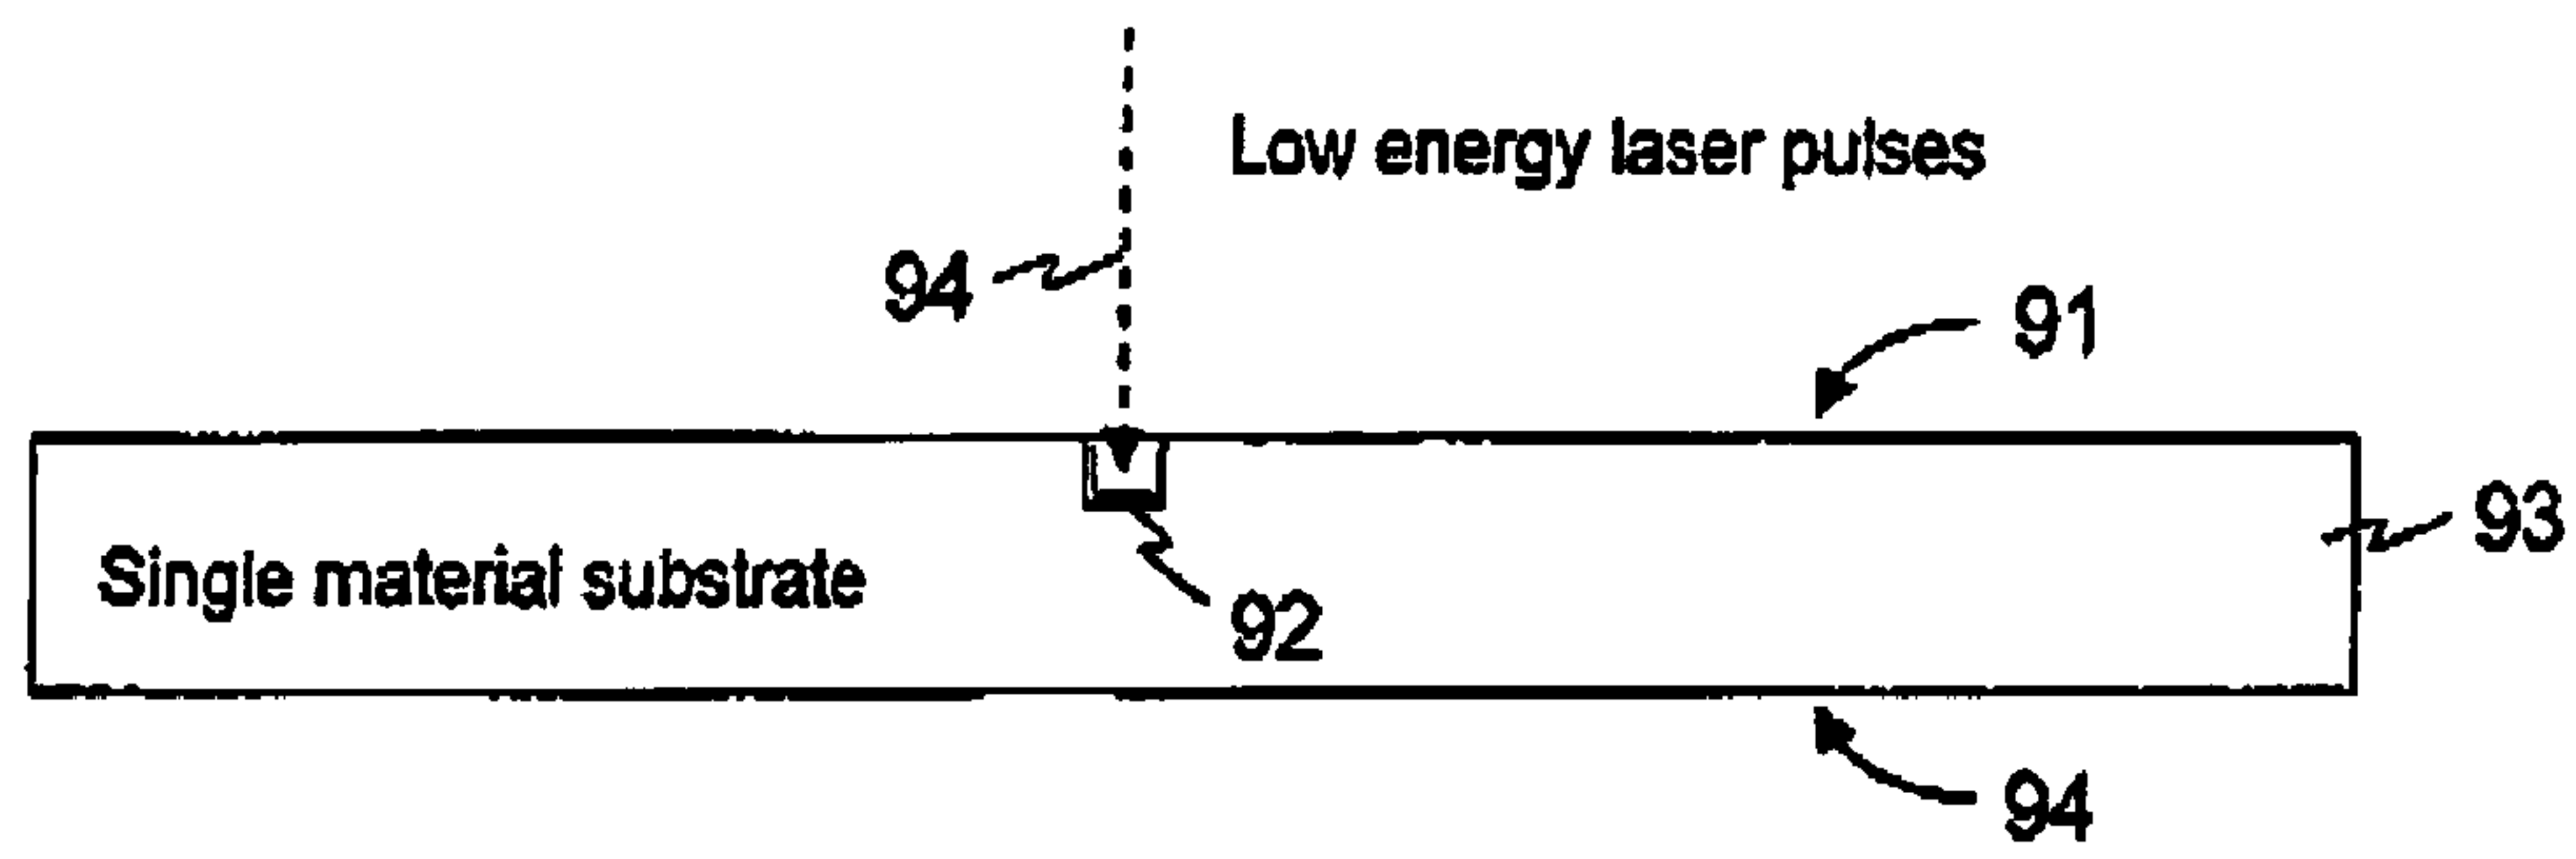 Low energy laser pulses
94
91
93
Single material substrate
92
94